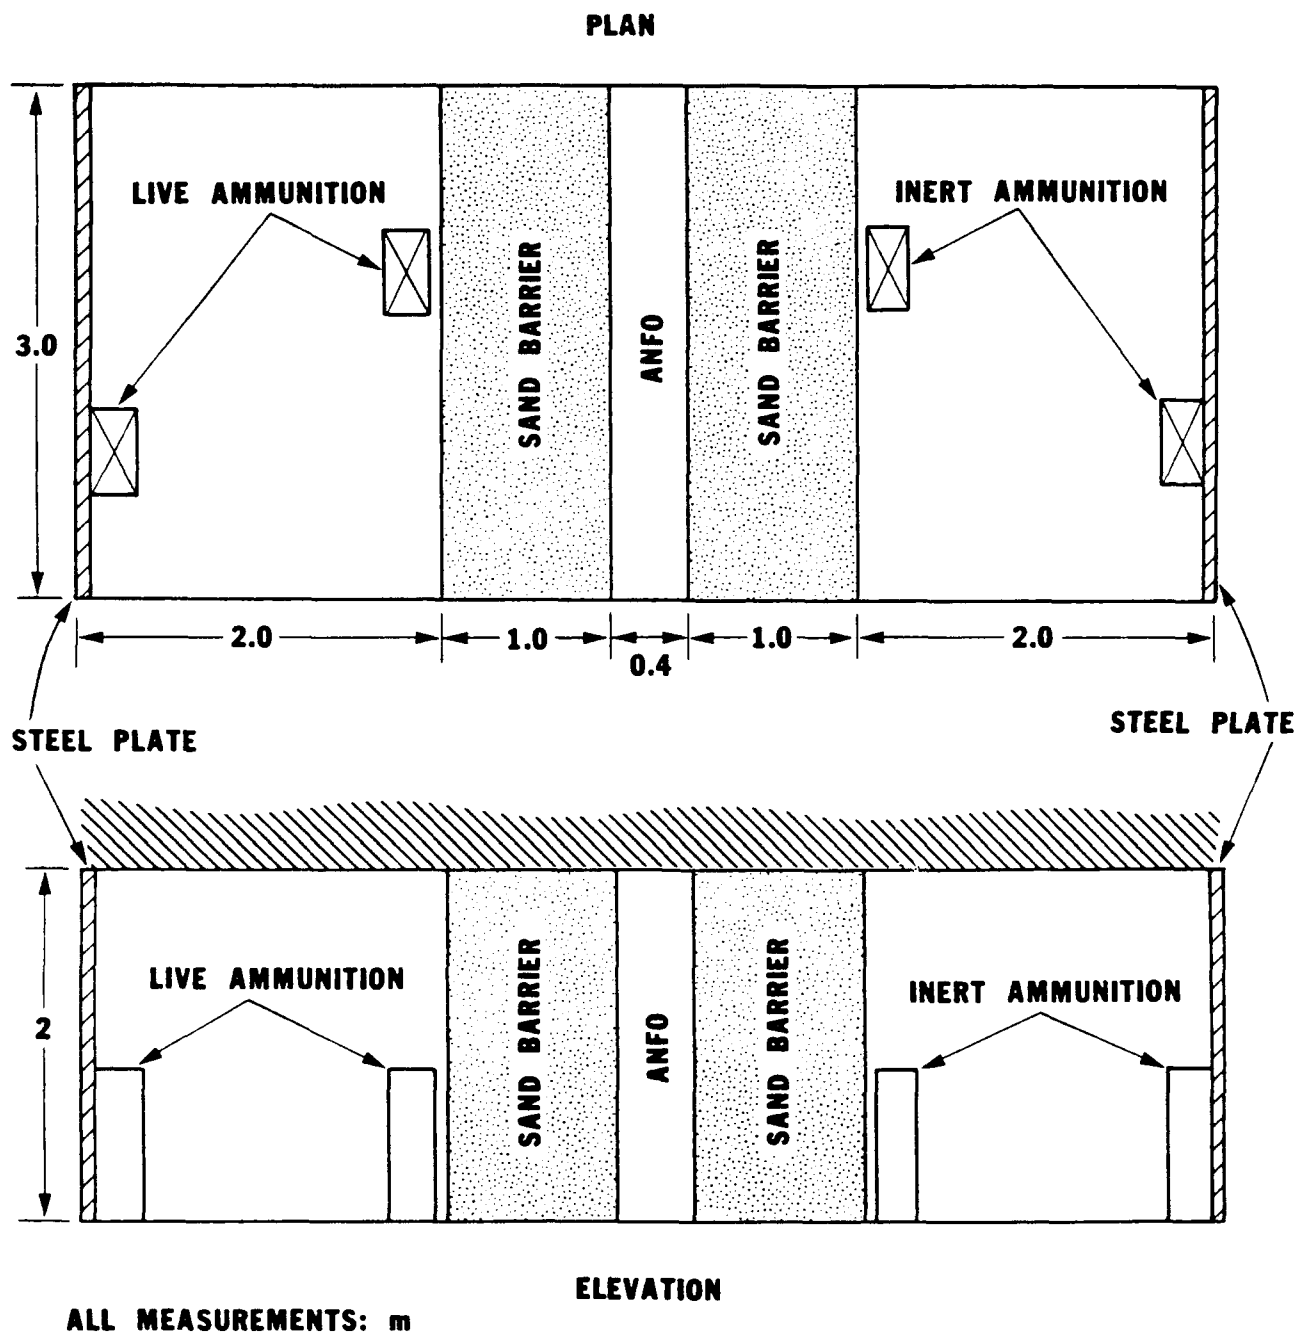 PLAN
LIVE AMMUNITION
INERT AMMUNITION
SAND BARRIER
ANFO
SAND BARRIER
3.0
2.0
1.0
0.4
1.0
2.0
STEEL PLATE
STEEL PLATE
LIVE AMMUNITION
INERT AMMUNITION
SAND BARRIER
ANFO
SAND BARRIER
2
ELEVATION
ALL MEASUREMENTS: m